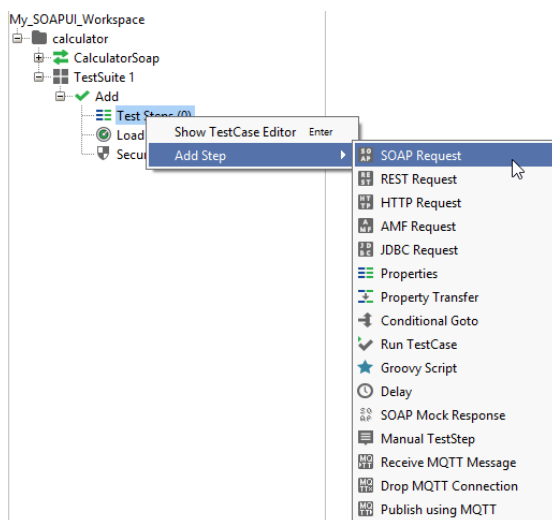 My_SOAPUI_Workspace
calculator
CalculatorSoap
TestSuite 1
Add
Test Steps (0)
Load
Secur
Show TestCase Editor Enter
Add Step
SOAP Request
REST Request
HTTP Request
AMF Request
JDBC Request
Properties
Property Transfer
Conditional Goto
Run TestCase
Groovy Script
Delay
SOAP Mock Response
Manual TestStep
Receive MQTT Message
Drop MQTT Connection
Publish using MQTT